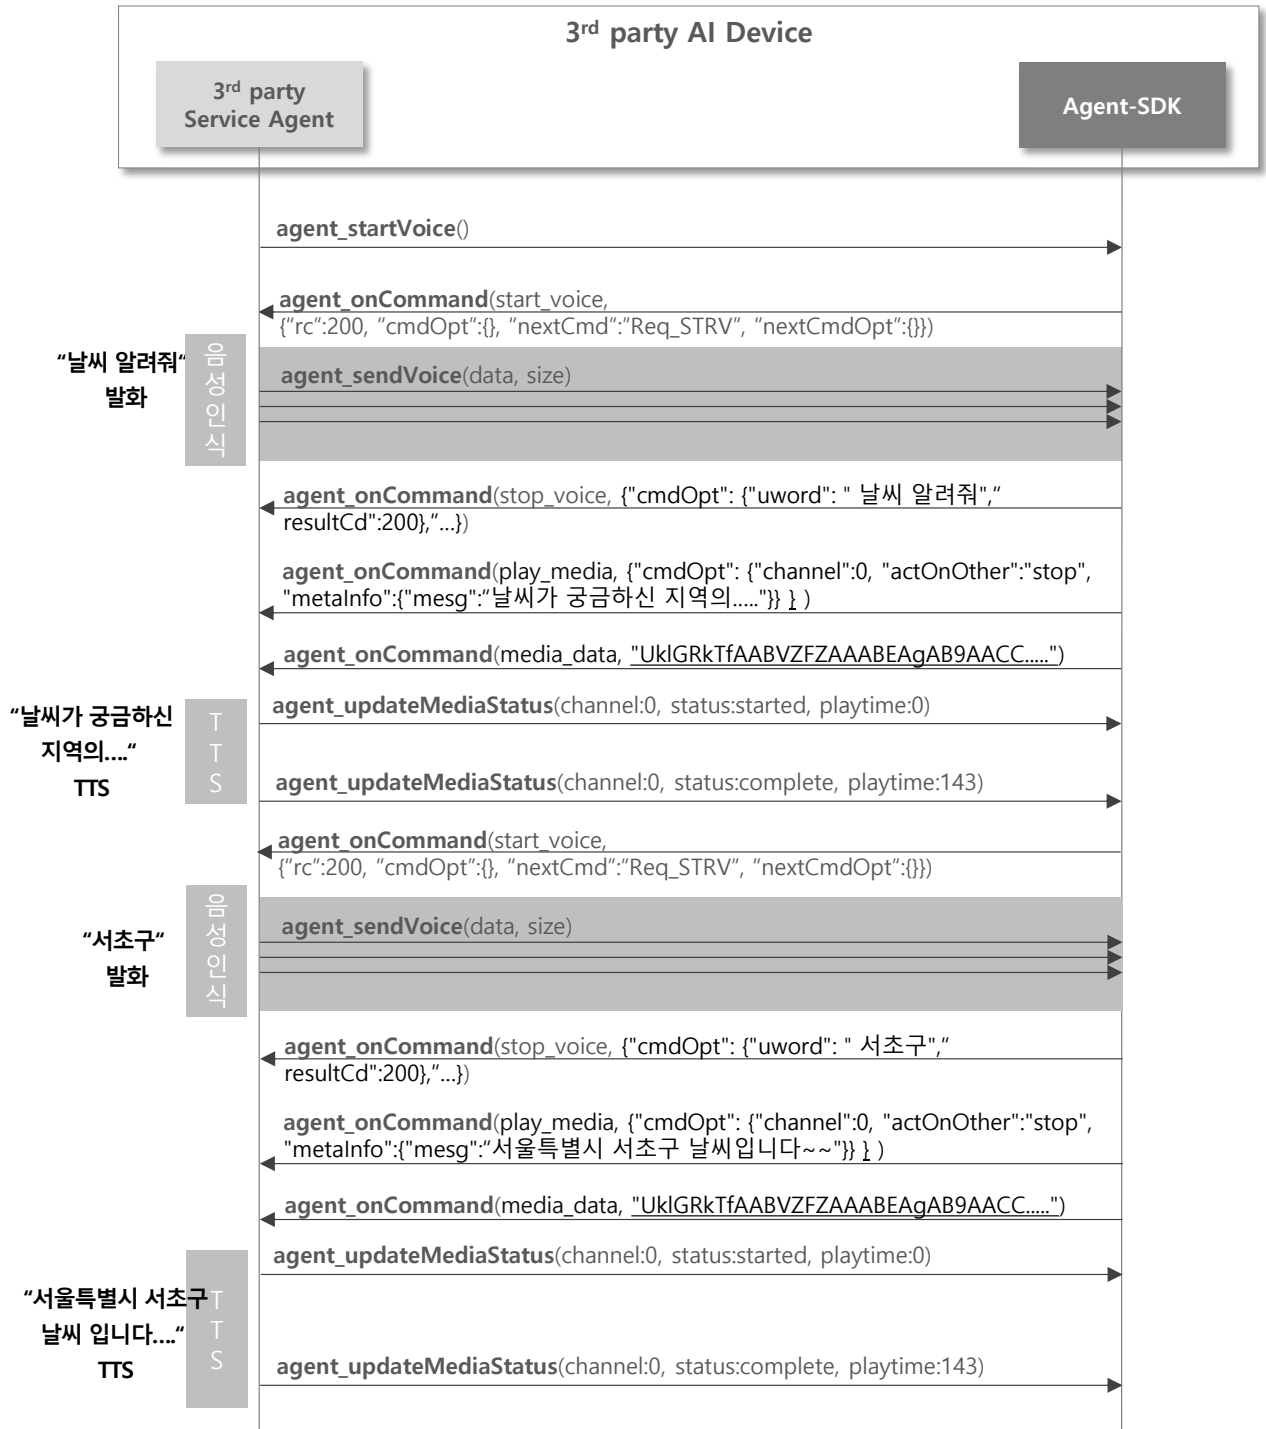 3rd party AI Device
3rd party
Service Agent
Agent-SDK
agent_startVoice()
agent_onCommand(start_voice,
{“rc”:200, “cmdOpt”:{}, “nextCmd”:”Req_STRV”, “nextCmdOpt”:{}})
“날씨 알려줘“
발화
음성인식
agent_sendVoice(data, size)
agent_onCommand(stop_voice, {"cmdOpt": {"uword": " 날씨 알려줘",“
resultCd":200},“...})
agent_onCommand(play_media, {"cmdOpt": {"channel":0, "actOnOther":"stop",
"metaInfo":{"mesg":“날씨가 궁금하신 지역의....."}} } )
agent_onCommand(media_data, "UklGRkTfAABVZFZAAABEAgAB9AACC.....")
“날씨가 궁금하신
지역의....“
TTS
TTS
agent_updateMediaStatus(channel:0, status:started, playtime:0)
agent_updateMediaStatus(channel:0, status:complete, playtime:143)
agent_onCommand(start_voice,
{“rc”:200, “cmdOpt”:{}, “nextCmd”:”Req_STRV”, “nextCmdOpt”:{}})
“서초구“
발화
음성인식
agent_sendVoice(data, size)
agent_onCommand(stop_voice, {"cmdOpt": {"uword": " 서초구",“
resultCd":200},“...})
agent_onCommand(play_media, {"cmdOpt": {"channel":0, "actOnOther":"stop",
"metaInfo":{"mesg":“서울특별시 서초구 날씨입니다~~"}} } )
agent_onCommand(media_data, "UklGRkTfAABVZFZAAABEAgAB9AACC.....")
agent_updateMediaStatus(channel:0, status:started, playtime:0)
“서울특별시 서초구
날씨 입니다....“
TTS
TTS
agent_updateMediaStatus(channel:0, status:complete, playtime:143)